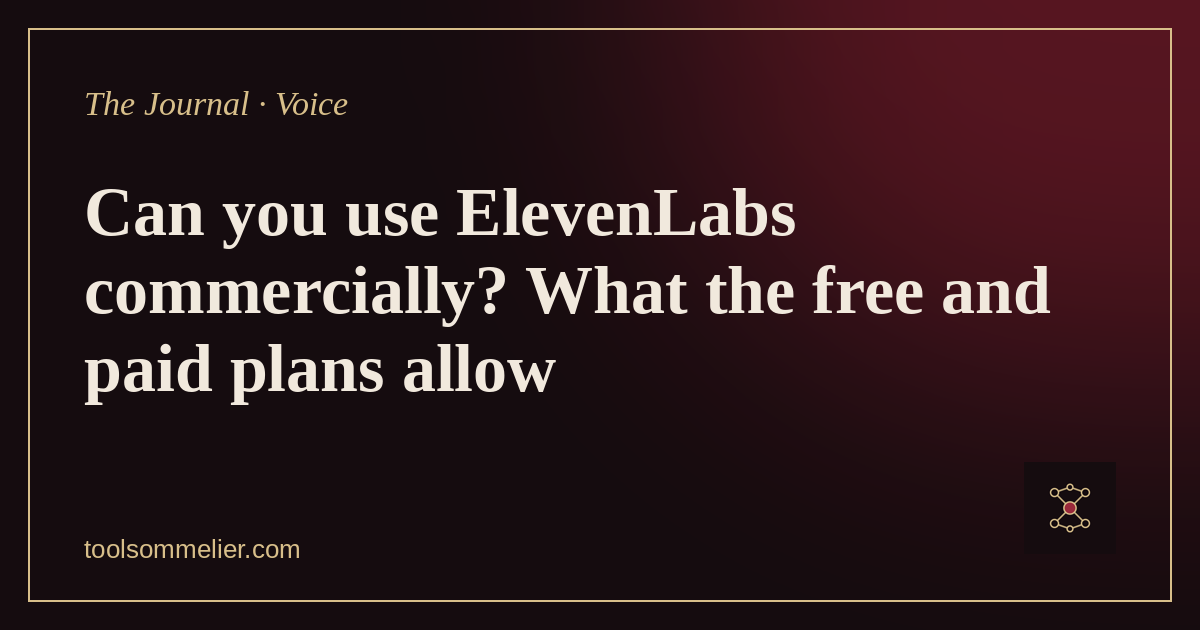 The Journal · Voice
Can you use ElevenLabs
commercially? What the free and
paid plans allow
toolsommelier.com